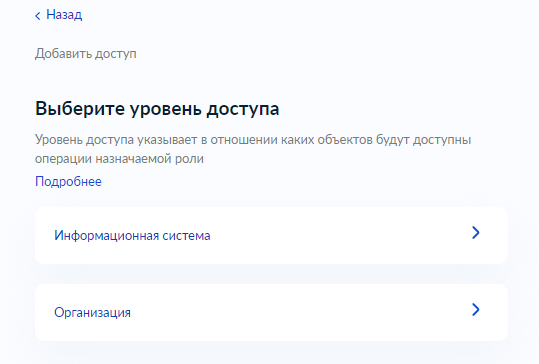 Назад
Добавить доступ
Выберите уровень доступа
Уровень доступа указывает в отношении каких объектов будут доступны
операции назначаемой роли
Подробнее
Информационная система
Организация